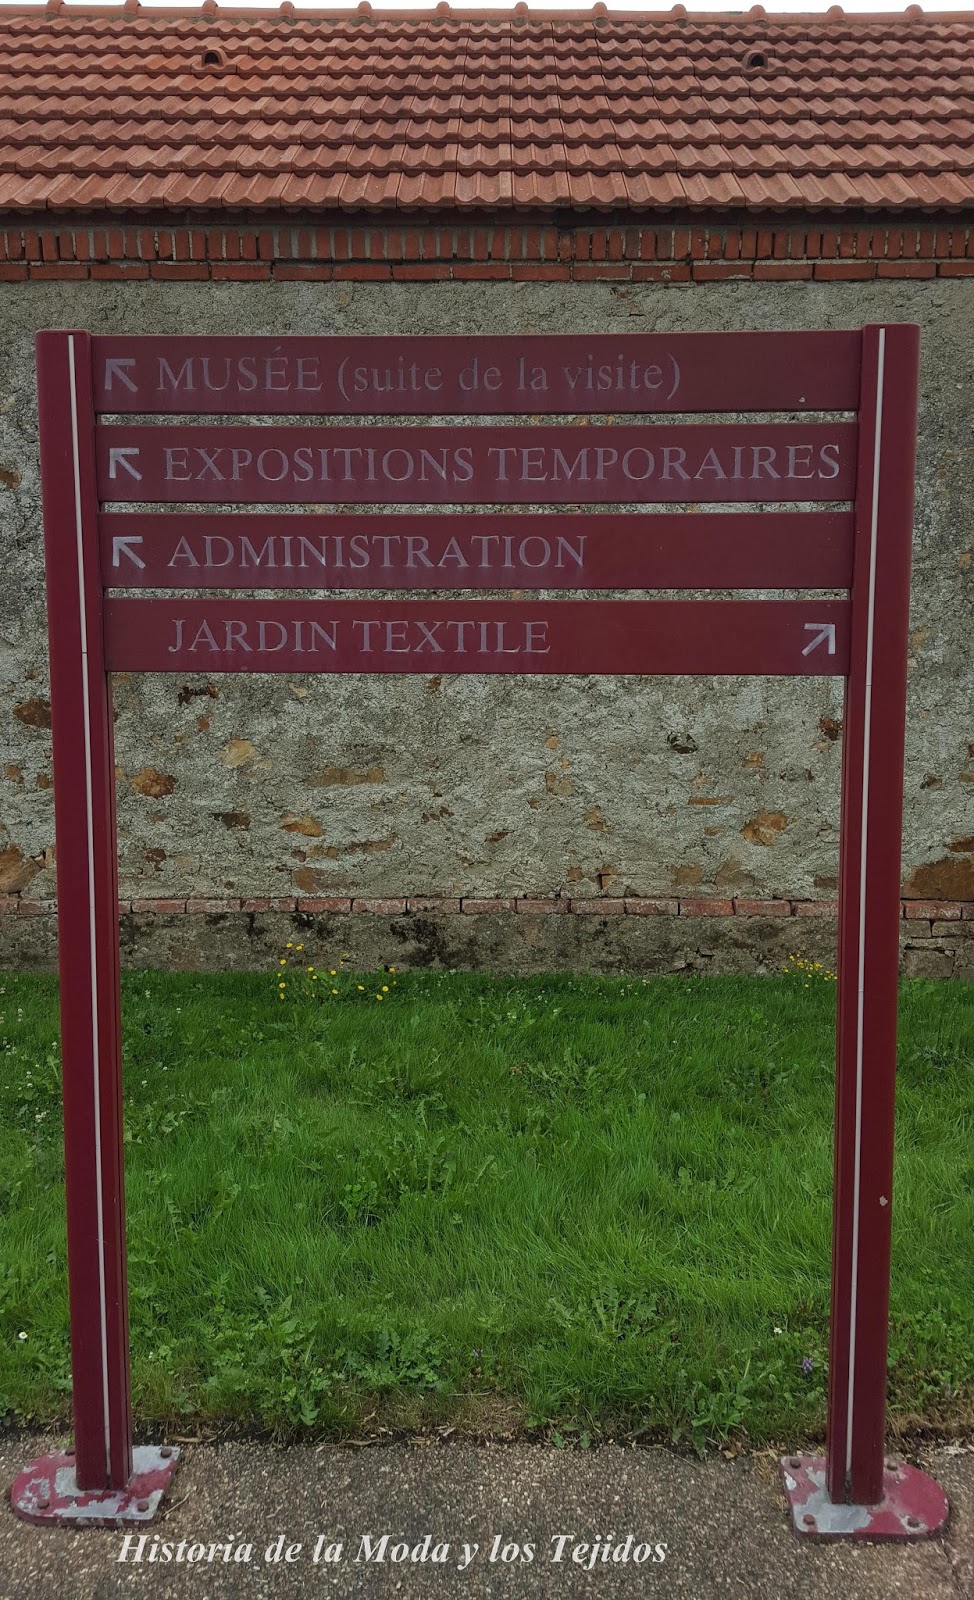 MUSÉE (suite de la visite)
EXPOSITIONS TEMPORAIRES
ADMINISTRATION
JARDIN TEXTILE
Historia de la Moda y los Tejidos